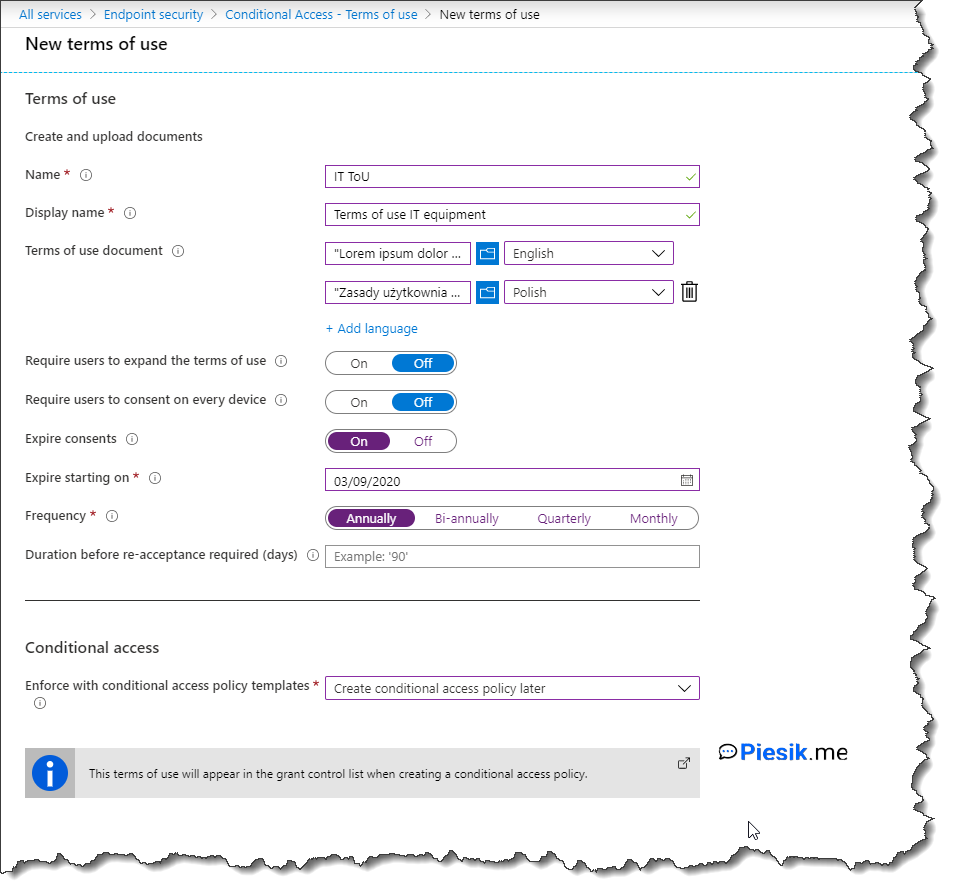 All services > Endpoint security > Conditional Access - Terms of use > New terms of use
New terms of use
Terms of use
Create and upload documents
Name *
IT ToU
Display name *
Terms of use IT equipment
Terms of use document
"Lorem ipsum dolor ...
English
"Zasady użytkownia ...
Polish
+ Add language
Require users to expand the terms of use
On Off
Require users to consent on every device
On Off
Expire consents
On Off
Expire starting on *
03/09/2020
Frequency *
Annually Bi-annually Quarterly Monthly
Duration before re-acceptance required (days)
Example: '90'
Conditional access
Enforce with conditional access policy templates *
Create conditional access policy later
Piesik.me
This terms of use will appear in the grant control list when creating a conditional access policy.